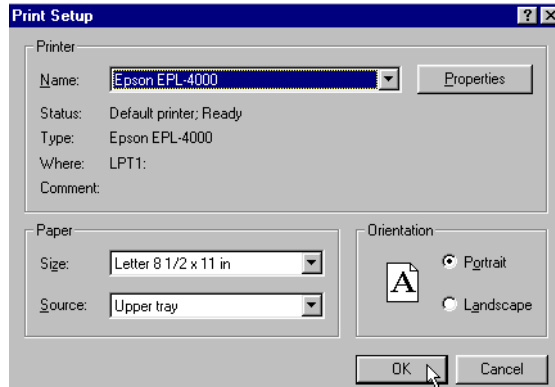 Print Setup
Printer
Name: Epson EPL-4000 Properties
Status: Default printer; Ready
Type: Epson EPL-4000
Where: LPT1:
Comment:
Paper Orientation
Size: Letter 8 1/2 x 11 in Portrait
A
Source: Upper tray Landscape
OK Cancel